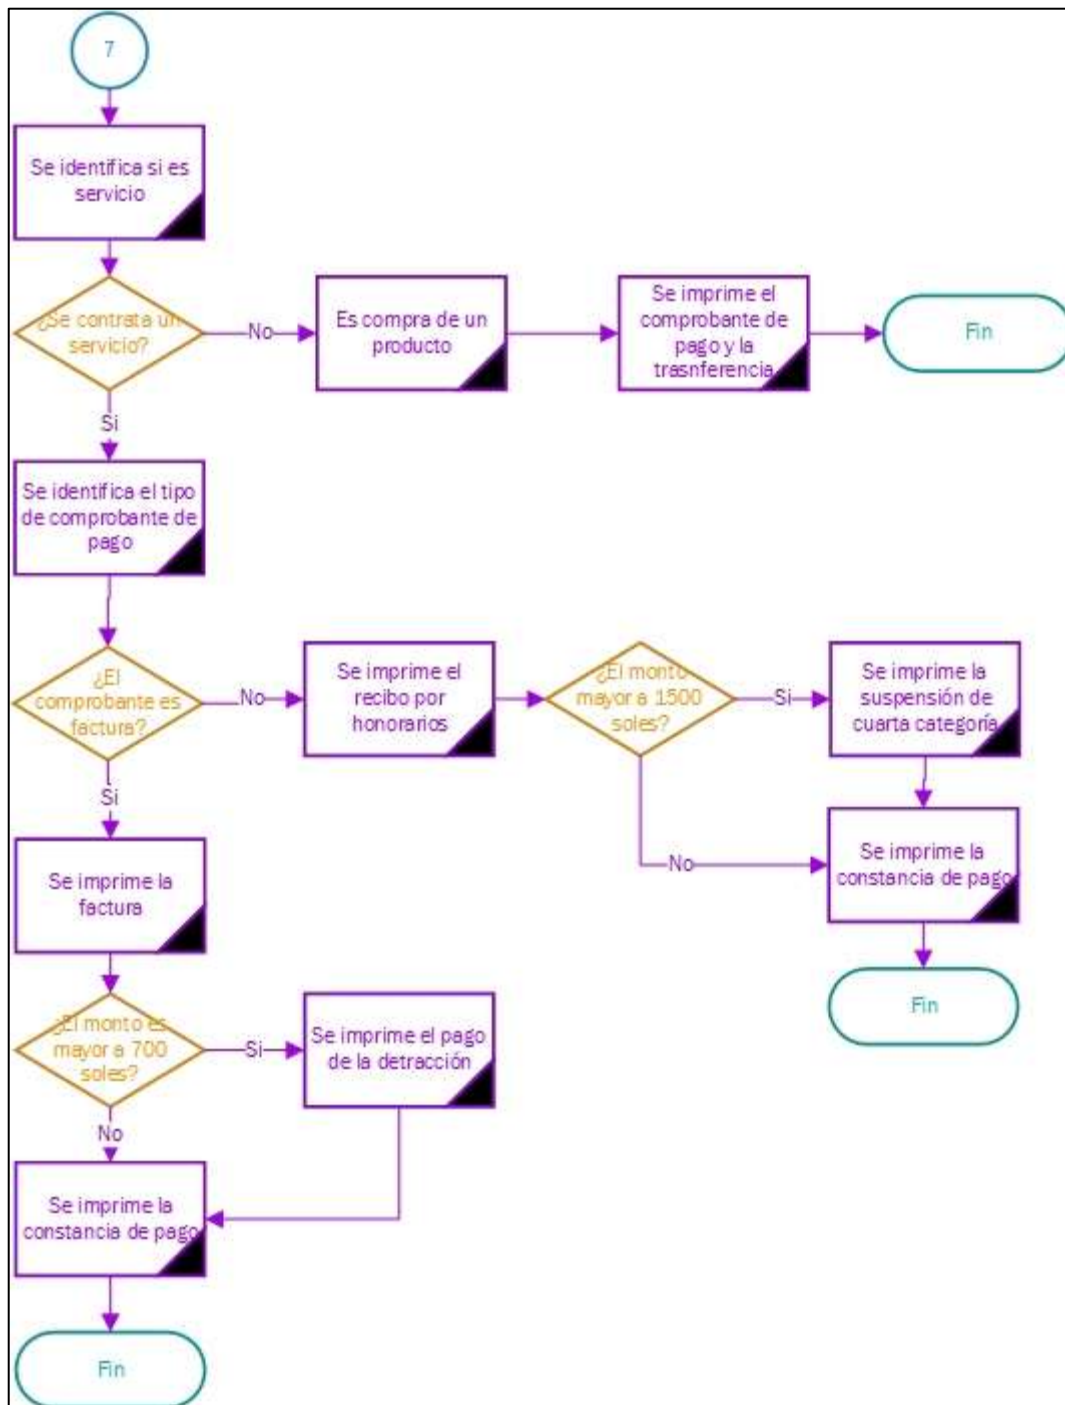 7
Se identifica si es
servicio
¿Se contrata un
servicio?
No
Es compra de un
producto
Se imprime el
comprobante de
pago y la
trasnferencia
Fin
Si
Se identifica el tipo
de comprobante de
pago
¿El
comprobante es
factura?
No
Se imprime el
recibo por
honorarios
¿El monto
mayor a 1500
soles?
Si
Se imprime la
suspensión de
cuarta categoría
No
Se imprime la
constancia de pago
Fin
Si
Se imprime la
factura
¿El monto es
mayor a 700
soles?
Si
Se imprime el pago
de la detracción
No
Se imprime la
constancia de pago
Fin